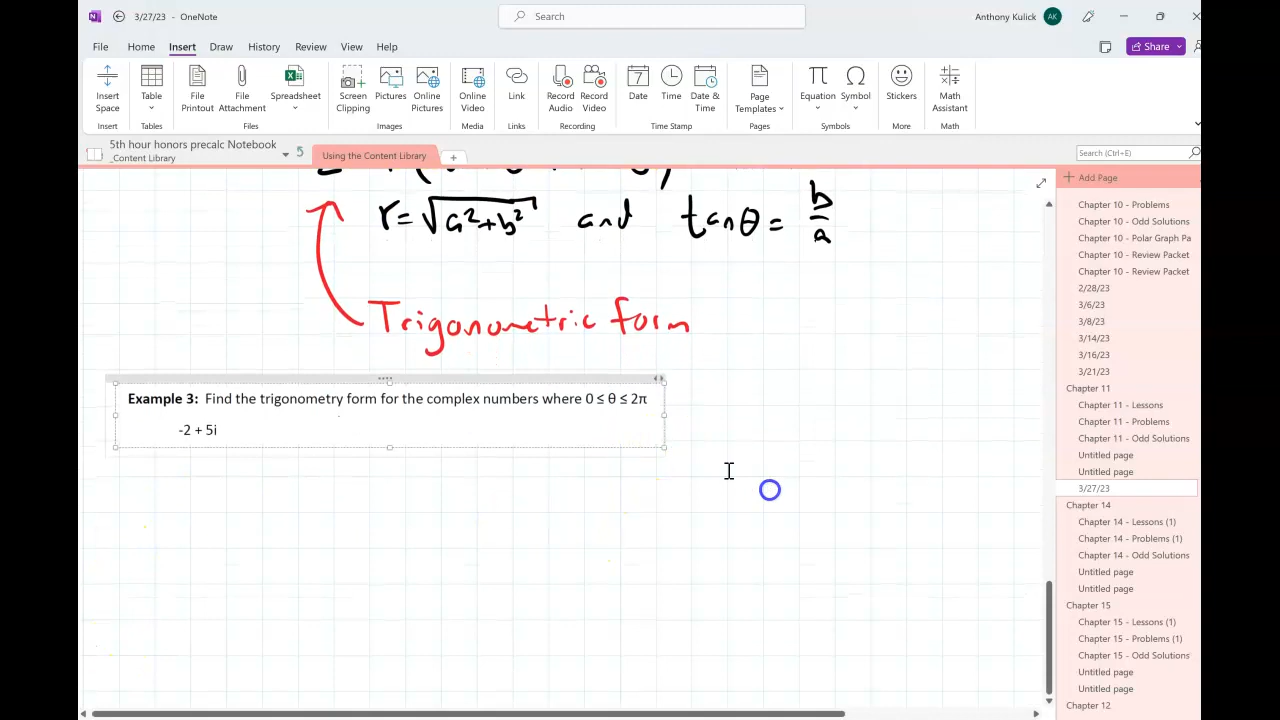 3/27/23 - OneNote
Search
Anthony Kulick
AK
File Home Insert Draw History Review View Help
Share
Insert Space
Table
File Printout
File Attachment
Spreadsheet
Screen Clipping
Pictures
Online Pictures
Online Video
Link
Record Audio
Record Video
Date
Time
Date & Time
Page Templates
Equation
Symbol
Stickers
Math Assistant
Insert Tables Files Images Media Links Recording Time Stamp Pages Symbols More Math
5th hour honors precalc Notebook
_Content Library
Using the Content Library
Search (Ctrl+E)
r = √a²+b² and tanθ = b/a
Trigonometric form
Example 3: Find the trigonometry form for the complex numbers where 0 ≤ θ ≤ 2π
-2 + 5i
Add Page
Chapter 10 - Problems
Chapter 10 - Odd Solutions
Chapter 10 - Polar Graph Pa
Chapter 10 - Review Packet
Chapter 10 - Review Packet
2/28/23
3/6/23
3/8/23
3/14/23
3/16/23
3/21/23
Chapter 11
Chapter 11 - Lessons
Chapter 11 - Problems
Chapter 11 - Odd Solutions
Untitled page
Untitled page
3/27/23
Chapter 14
Chapter 14 - Lessons (1)
Chapter 14 - Problems (1)
Chapter 14 - Odd Solutions
Untitled page
Untitled page
Chapter 15
Chapter 15 - Lessons (1)
Chapter 15 - Problems (1)
Chapter 15 - Odd Solutions
Untitled page
Untitled page
Chapter 12